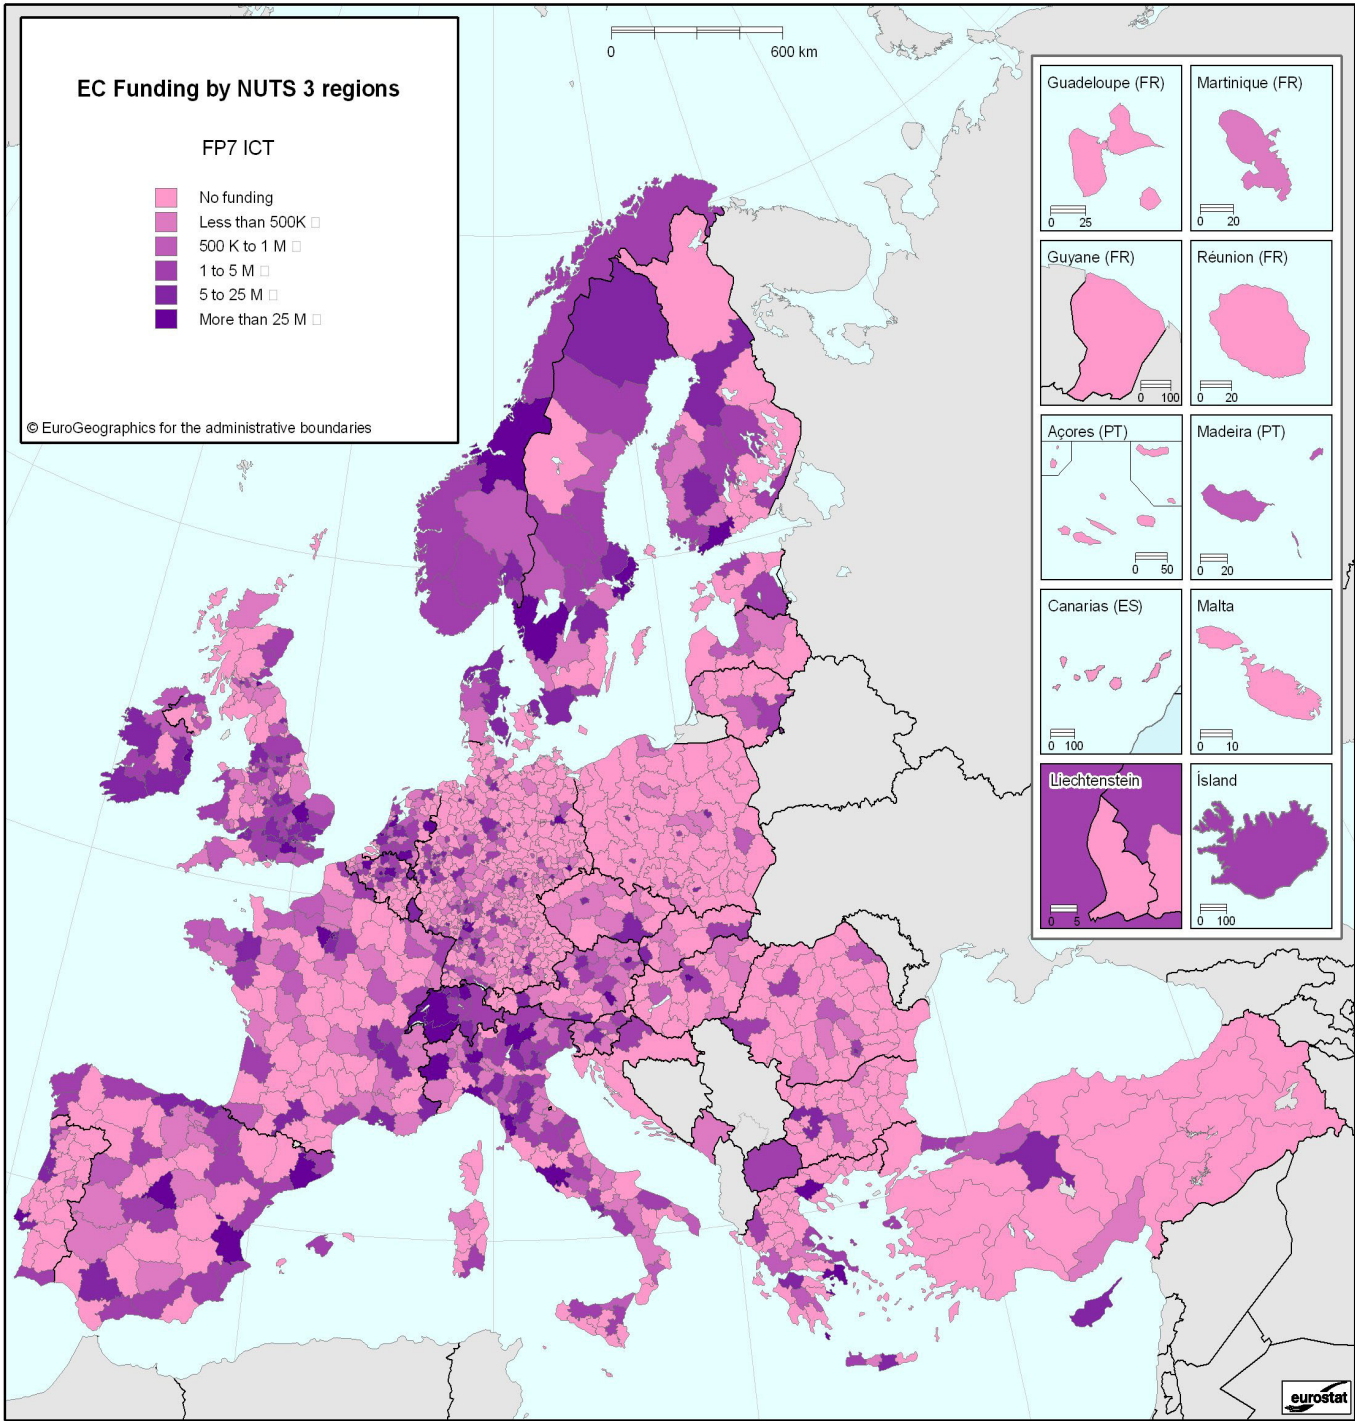 EC Funding by NUTS 3 regions
FP7 ICT
No funding
Less than 500K □
500 K to 1 M □
1 to 5 M □
5 to 25 M □
More than 25 M □
© EuroGeographics for the administrative boundaries
0 600 km
Guadeloupe (FR)
0 25
Martinique (FR)
0 20
Guyane (FR)
0 100
Réunion (FR)
0 20
Açores (PT)
0 50
Madeira (PT)
0 20
Canarias (ES)
0 100
Malta
0 10
Liechtenstein
0 5
Ísland
0 100
eurostat